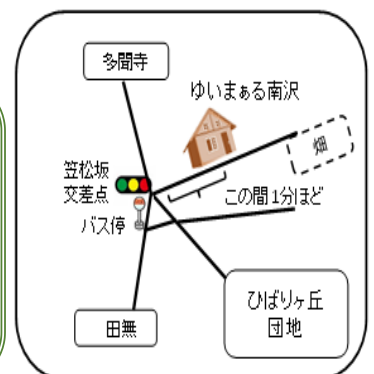 多聞寺
ゆいまぁる南沢
畑
笠松坂
交差点
この間1分ほど
バス停
ひばりヶ丘
団地
田無